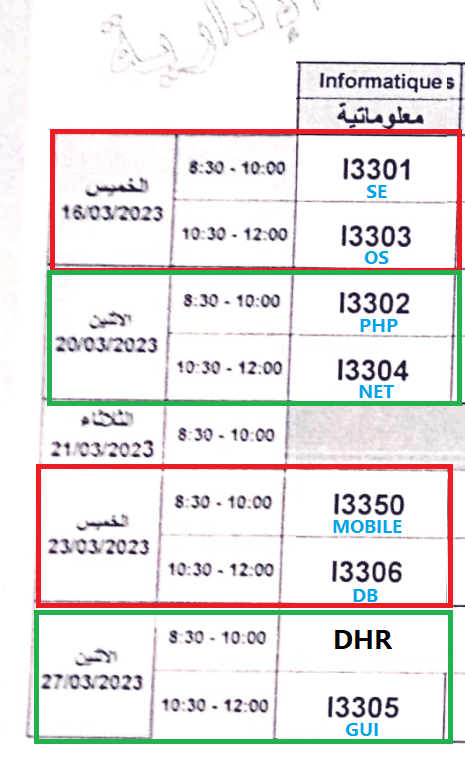 الإدارية
Informatiques
معلوماتية
الخميس
16/03/2023
8:30 - 10:00
I3301
SE
10:30 - 12:00
I3303
OS
الاثنين
20/03/2023
8:30 - 10:00
I3302
PHP
10:30 - 12:00
I3304
NET
الثلاثاء
21/03/2023
8:30 - 10:00
الخميس
23/03/2023
8:30 - 10:00
I3350
MOBILE
10:30 - 12:00
I3306
DB
الاثنين
27/03/2023
8:30 - 10:00
DHR
10:30 - 12:00
I3305
GUI